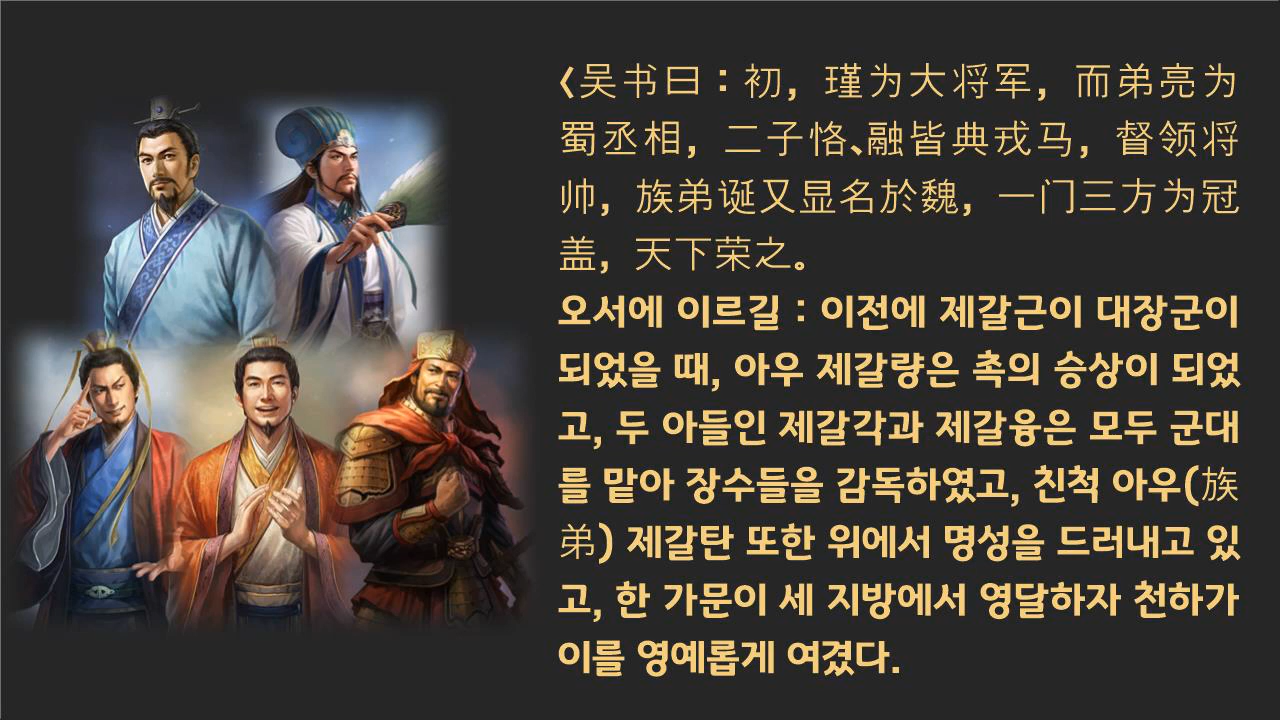 〈吴书曰：初，瑾为大将军，而弟亮为
蜀丞相，二子恪、融皆典戎马，督领将
帅，族弟诞又显名於魏，一门三方为冠
盖，天下荣之。
오서에 이르길 : 이전에 제갈근이 대장군이
되었을 때, 아우 제갈량은 촉의 승상이 되었
고, 두 아들인 제갈각과 제갈융은 모두 군대
를 맡아 장수들을 감독하였고, 친척 아우(族
弟) 제갈탄 또한 위에서 명성을 드러내고 있
고, 한 가문이 세 지방에서 영달하자 천하가
이를 영예롭게 여겼다.